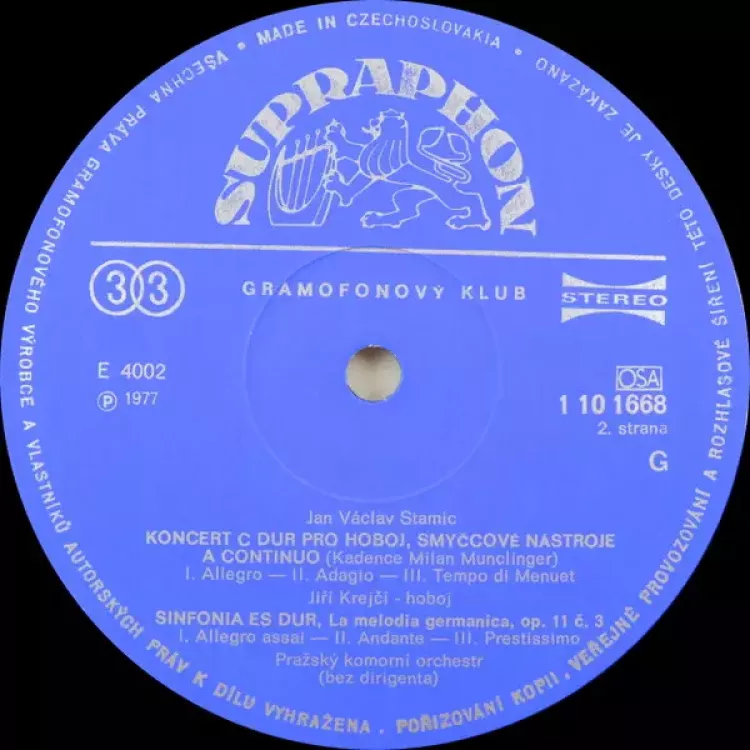 VŠECHNA PRÁVA GRAMOFONOVÉHO VÝROBCE A VLASTNÍKŮ AUTORSKÝCH PRÁV K DÍLU VYHRAŽENA . POŘIZOVÁNÍ KOPIÍ, VEŘEJNÉ PROVOZOVÁNÍ A ROZHLASOVÉ ŠÍŘENÍ TÉTO DESKY JE ZAKÁZÁNO • MADE IN CZECHOSLOVAKIA •
SUPRAPHON
33
GRAMOFONOVÝ KLUB
STEREO
E 4002
℗ 1977
OSA
1 10 1668
2. strana
G
Jan Václav Stamic
KONCERT C DUR PRO HOBOJ, SMYČCOVÉ NÁSTROJE
A CONTINUO (Kadence Milan Munclinger)
I. Allegro — II. Adagio — III. Tempo di Menuet
Jiří Krejčí - hoboj
SINFONIA ES DUR, La melodia germanica, op. 11 č. 3
I. Allegro assai — II. Andante — III. Prestissimo
Pražský komorní orchestr
(bez dirigenta)